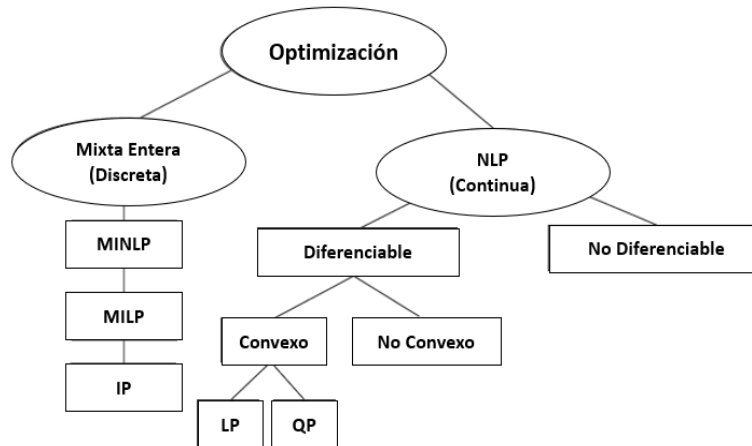 Optimización
Mixta Entera
(Discreta)
NLP
(Continua)
MINLP
Diferenciable
No Diferenciable
MILP
Convexo
No Convexo
IP
LP
QP